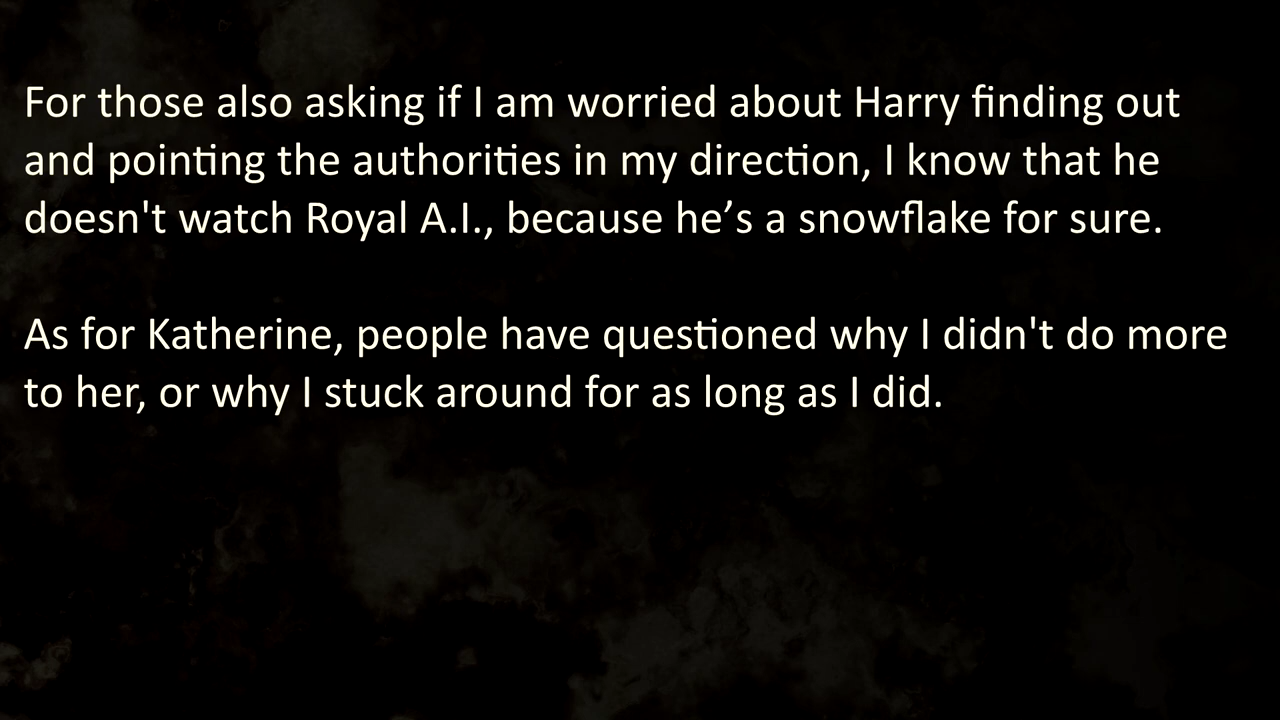 For those also asking if I am worried about Harry finding out
and pointing the authorities in my direction, I know that he
doesn't watch Royal A.I., because he’s a snowflake for sure.
As for Katherine, people have questioned why I didn't do more
to her, or why I stuck around for as long as I did.